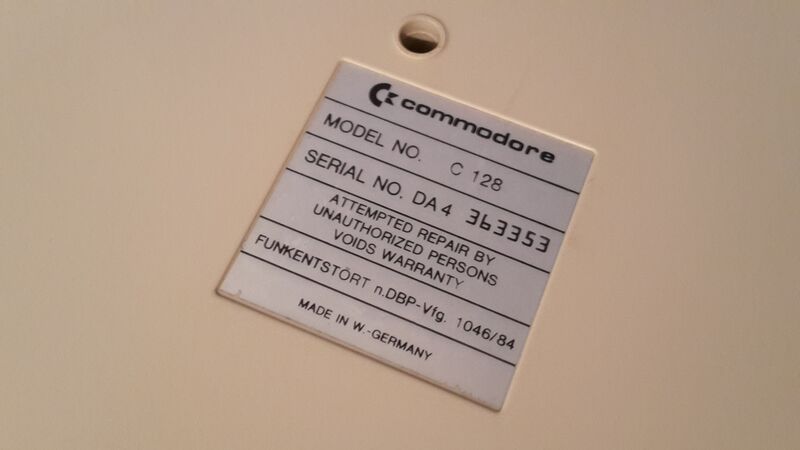 commodore
MODEL NO. C 128
SERIAL NO. DA4 363353
ATTEMPTED REPAIR BY
UNAUTHORIZED PERSONS
VOIDS WARRANTY
FUNKENTSTÖRT n.DBP-Vfg. 1046/84
MADE IN W.-GERMANY